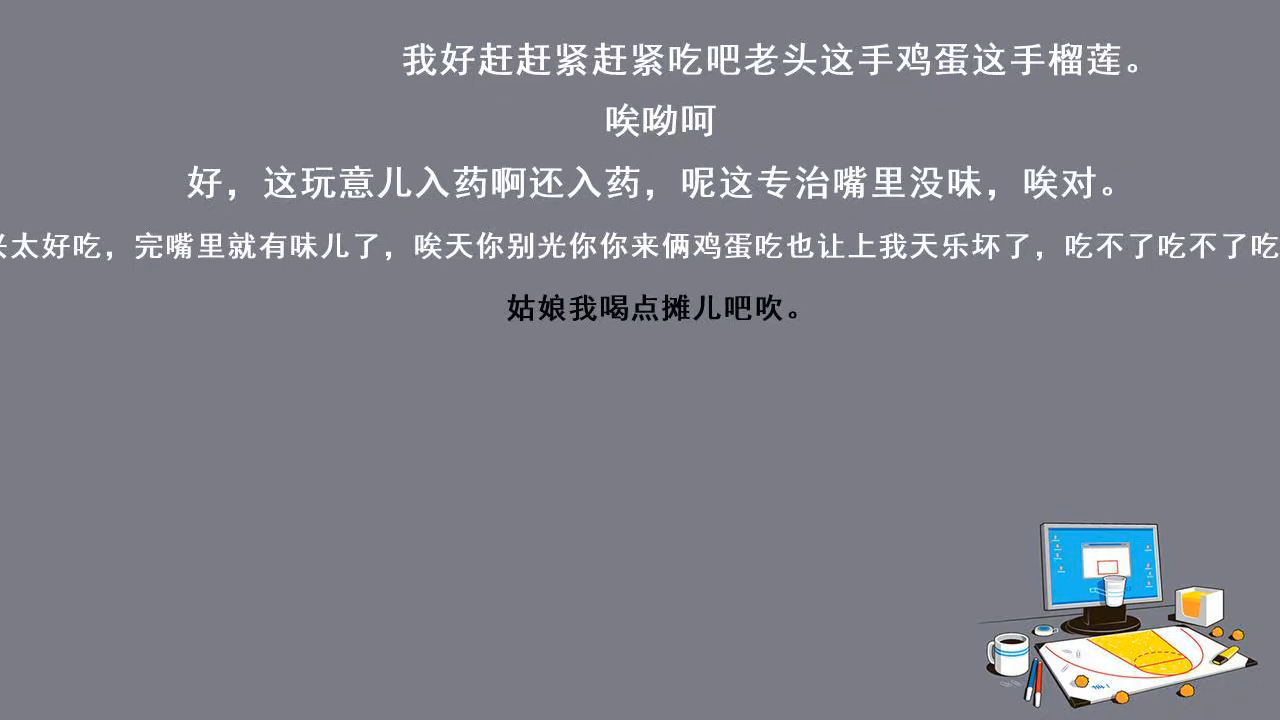 我好赶赶紧赶紧吃吧老头这手鸡蛋这手榴莲。
唉呦呵
好，这玩意儿入药啊还入药，呢这专治嘴里没味，唉对。
太好吃，完嘴里就有味儿了，唉天你别光你你来俩鸡蛋吃也让上我天乐坏了，吃不了吃不了吃
姑娘我喝点摊儿吧吹。